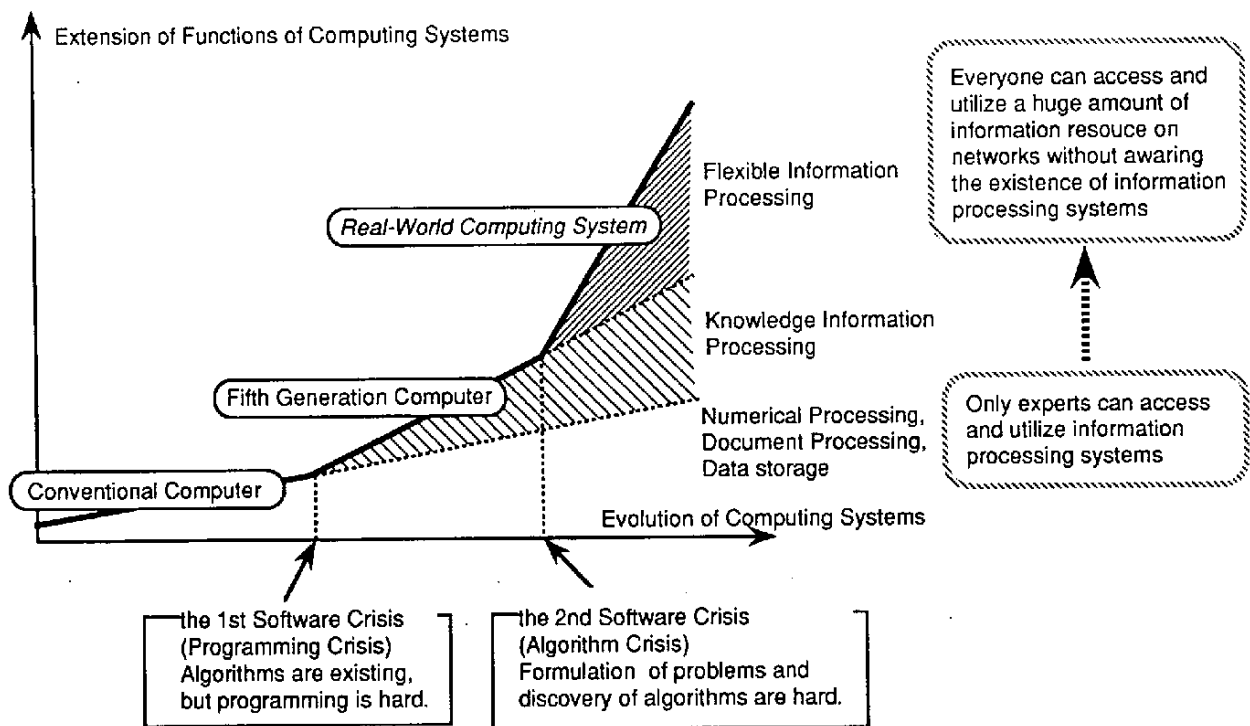 Extension of Functions of Computing Systems
Everyone can access and
utilize a huge amount of
information resouce on
networks without awaring
the existence of information
processing systems
Flexible Information
Processing
Real-World Computing System
Knowledge Information
Processing
Fifth Generation Computer
Numerical Processing,
Document Processing,
Data storage
Only experts can access
and utilize information
processing systems
Conventional Computer
Evolution of Computing Systems
the 1st Software Crisis
(Programming Crisis)
Algorithms are existing,
but programming is hard.
the 2nd Software Crisis
(Algorithm Crisis)
Formulation of problems and
discovery of algorithms are hard.